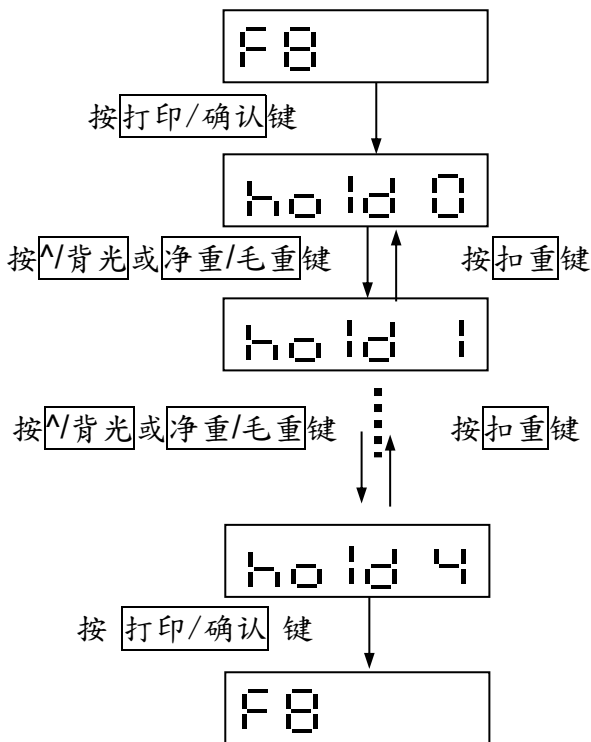 F8
按打印/确认键
hold 0
按^/背光或净重/毛重键 按扣重键
hold 1
按^/背光或净重/毛重键 按扣重键
hold 4
按 打印/确认 键
F8